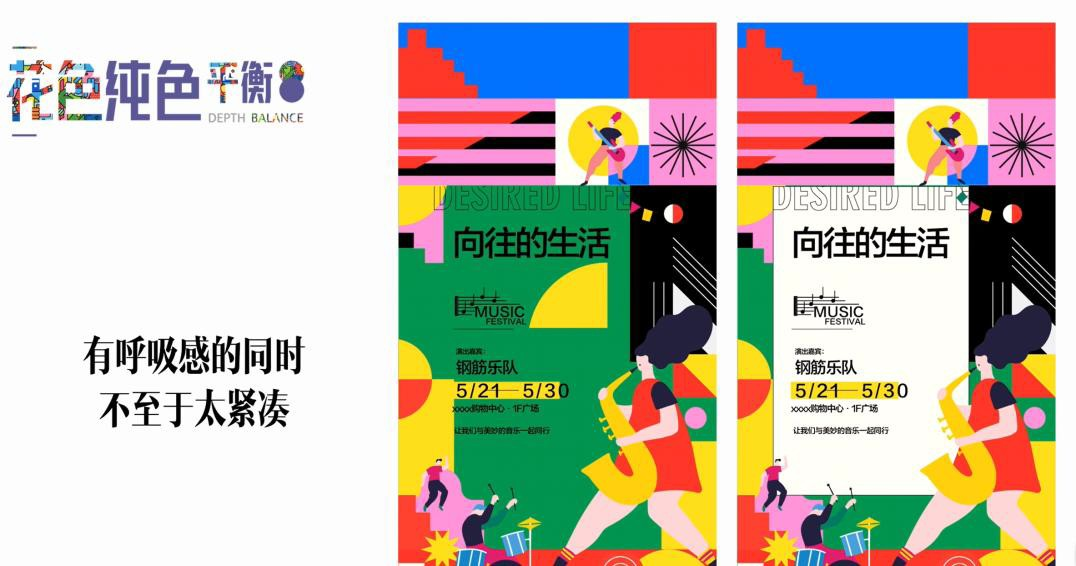 花色纯色平衡
DEPTH BALANCE
有呼吸感的同时
不至于太紧凑
DESIRED LIFE
向往的生活
MUSIC
FESTIVAL
演出嘉宾:
钢筋乐队
5/21—5/30
xxxx购物中心·1F广场
让我们与美妙的音乐一起同行
DESIRED LIFE
向往的生活
MUSIC
FESTIVAL
演出嘉宾:
钢筋乐队
5/21—5/30
xxxx购物中心·1F广场
让我们与美妙的音乐一起同行